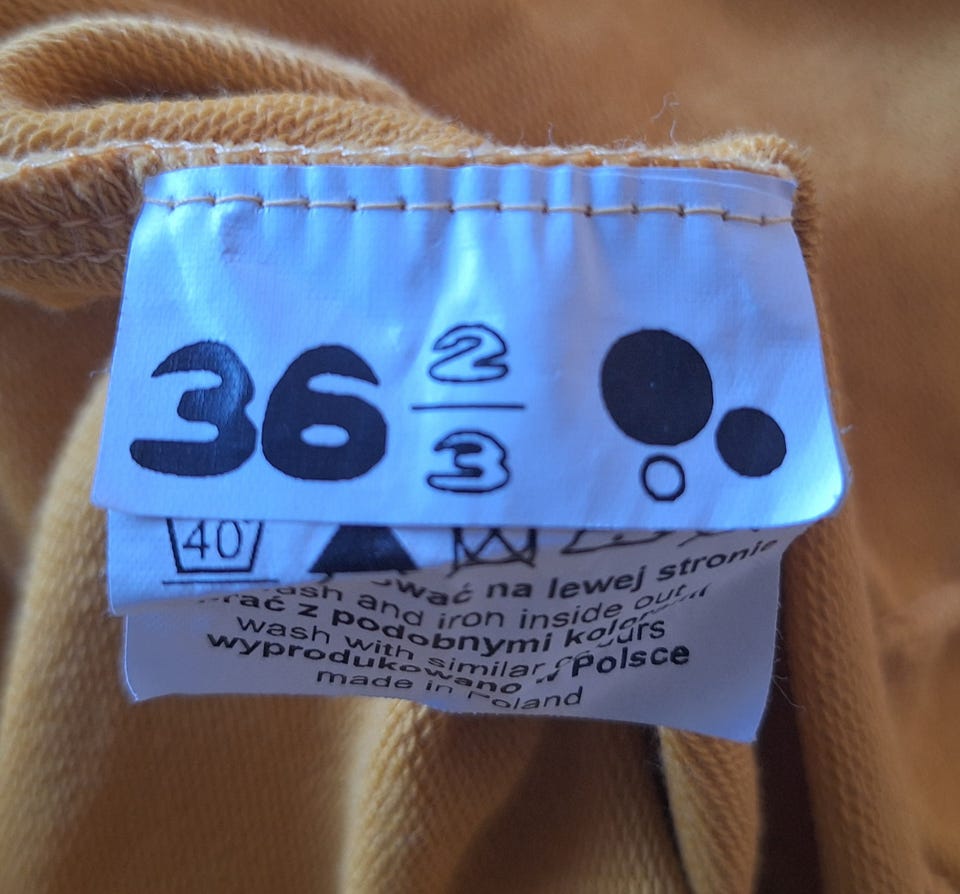 36 2/3
40
na lewej stronie
and iron inside out
z podobnymi
wash with similar
wyprodukowano w Polsce
made in Poland